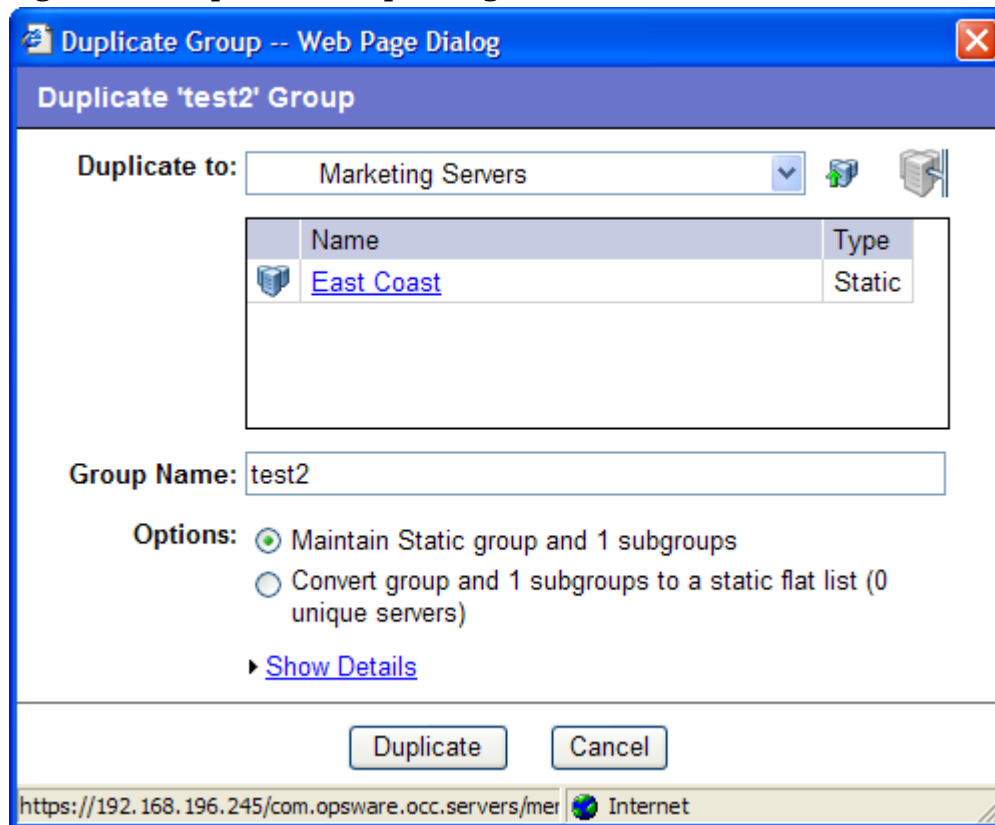 Duplicate Group -- Web Page Dialog
Duplicate 'test2' Group
Duplicate to: Marketing Servers
Name Type
East Coast Static
Group Name: test2
Options: Maintain Static group and 1 subgroups
Convert group and 1 subgroups to a static flat list (0
unique servers)
Show Details
Duplicate Cancel
https://192.168.196.245/com.opsware.occ.servers/mer Internet